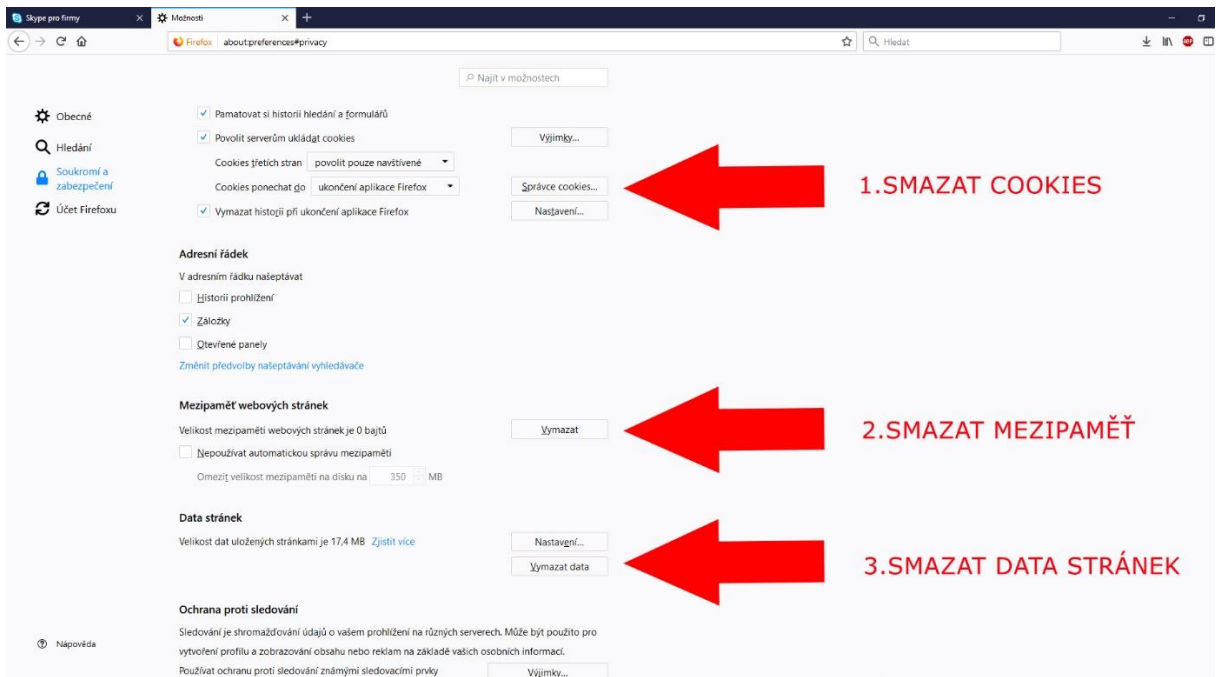 Skype pro firmy
Možnosti
Firefox about:preferences#privacy
Hledat
Najít v možnostech
Obecné
Hledání
Soukromí a
zabezpečení
Účet Firefoxu
Nápověda
Pamatovat si historii hledání a formulářů
Povolit serverům ukládat cookies Výjimky...
Cookies třetích stran povolit pouze navštívené
Cookies ponechat do ukončení aplikace Firefox Správce cookies...
1.SMAZAT COOKIES
Vymazat historii při ukončení aplikace Firefox Nastavení...
Adresní řádek
V adresním řádku našeptávat
Historii prohlížení
Záložky
Otevřené panely
Změnit předvolby našeptávání vyhledávače
Mezipaměť webových stránek
Velikost mezipaměti webových stránek je 0 bajtů Vymazat
2.SMAZAT MEZIPAMĚŤ
Nepoužívat automatickou správu mezipaměti
Omezit velikost mezipaměti na disku na 350 MB
Data stránek
Velikost dat uložených stránkami je 17,4 MB Zjistit více Nastavení...
Vymazat data
3.SMAZAT DATA STRÁNEK
Ochrana proti sledování
Sledování je shromažďování údajů o vašem prohlížení na různých serverech. Může být použito pro
vytvoření profilu a zobrazování obsahu nebo reklam na základě vašich osobních informací.
Používat ochranu proti sledování známými sledovacími prvky Výjimky...